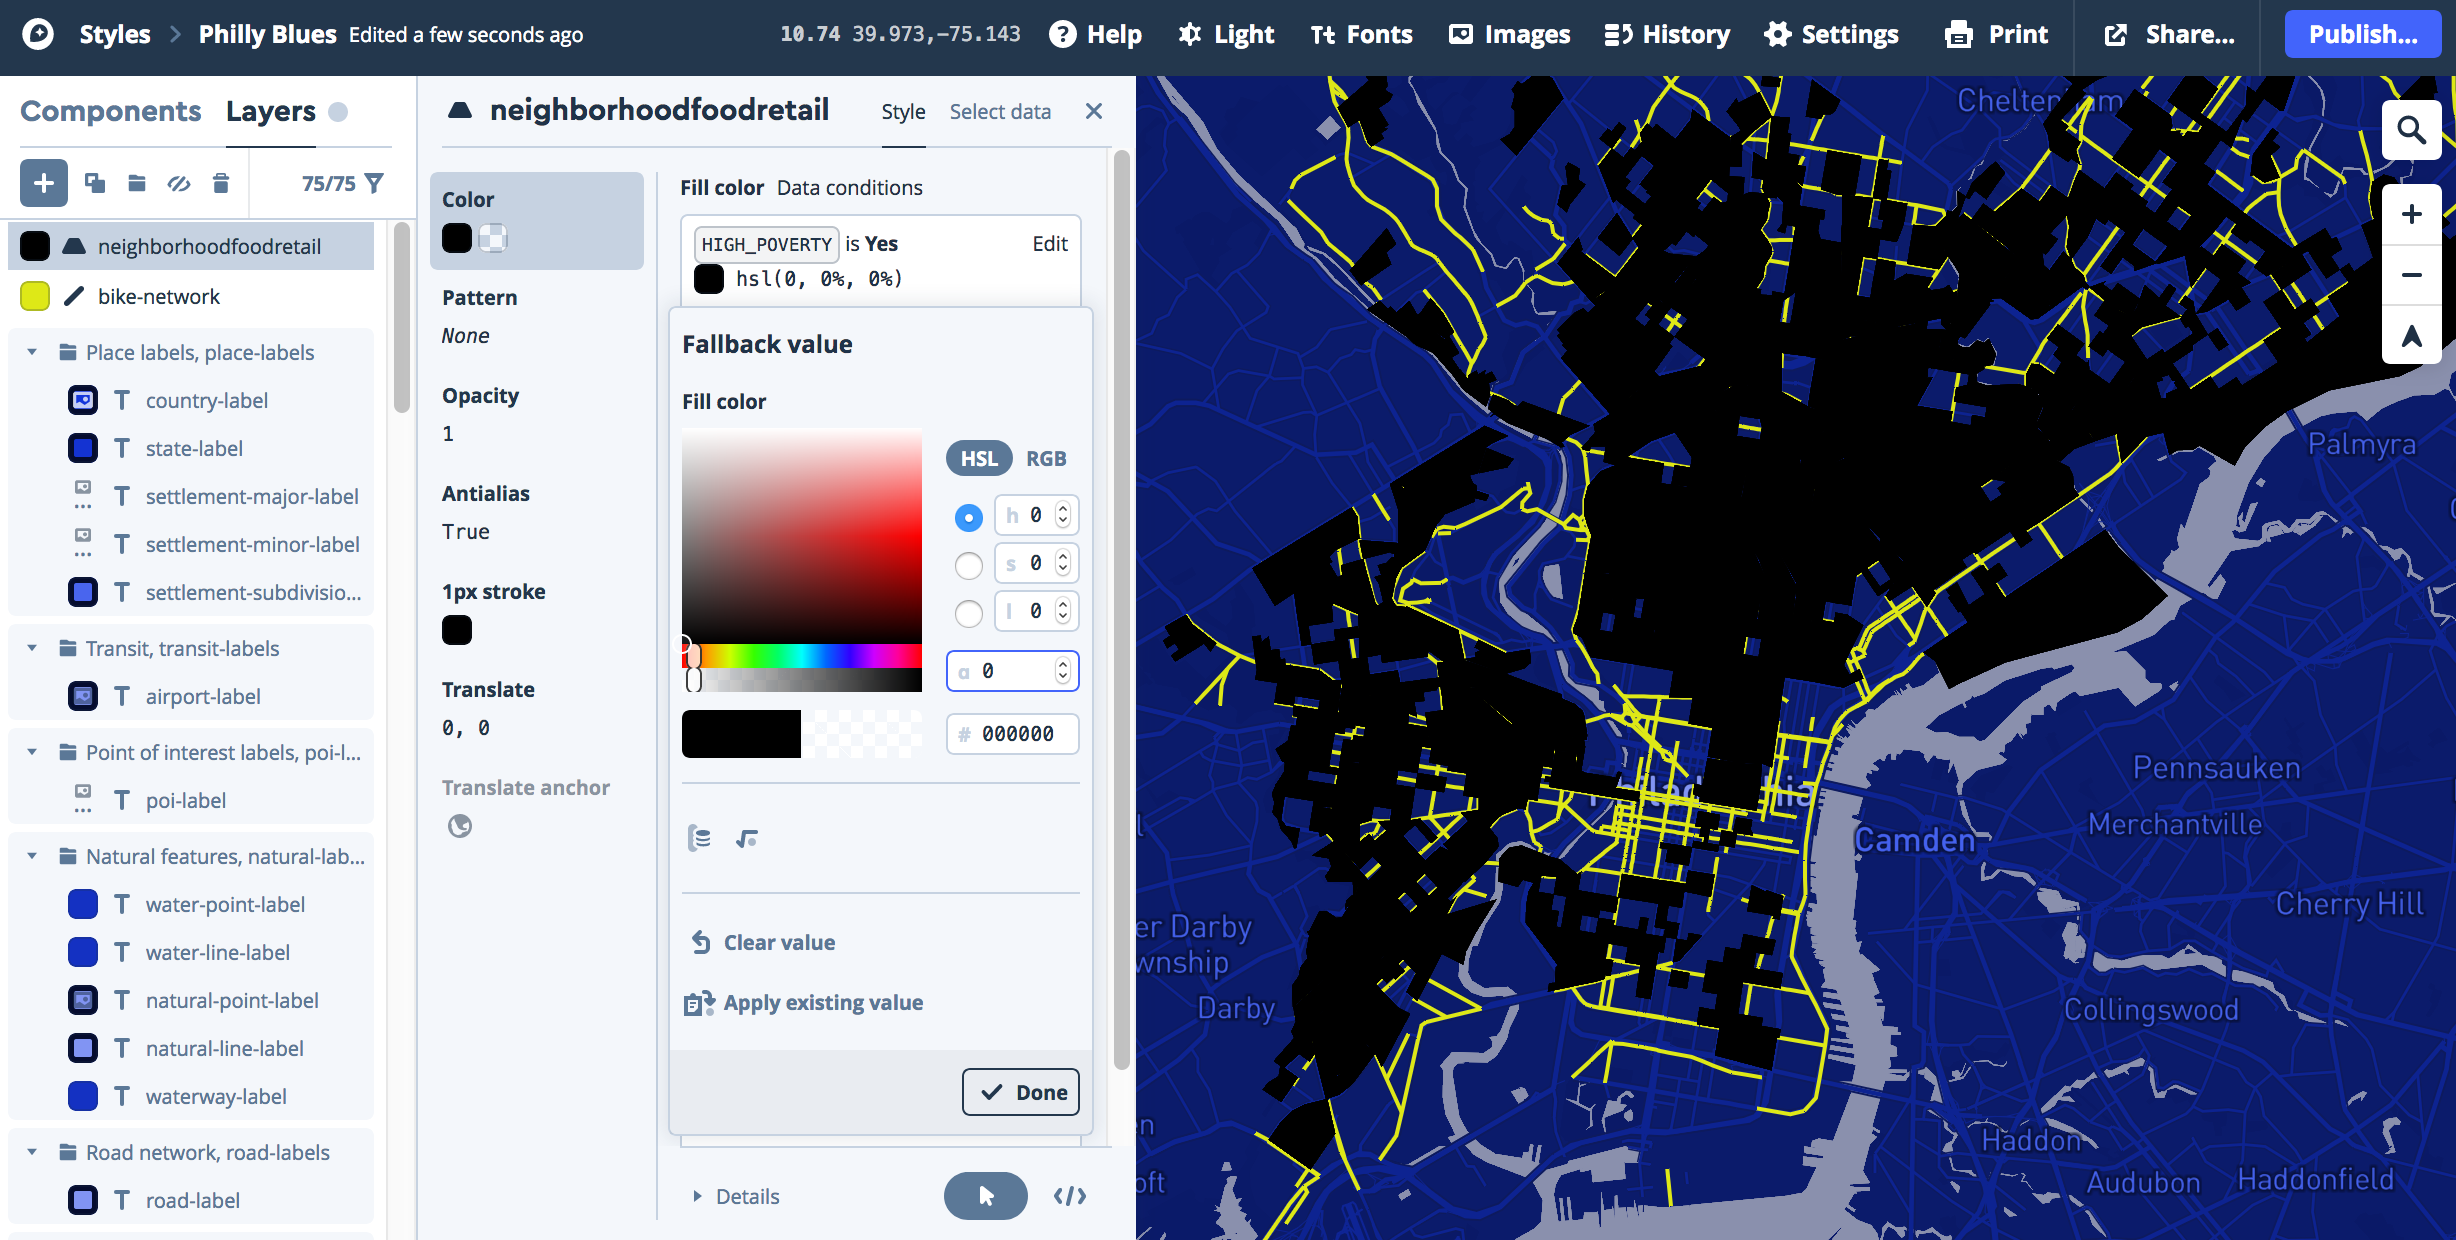 Styles > Philly Blues Edited a few seconds ago
10.74 39.973,-75.143
Help
Light
Fonts
Images
History
Settings
Print
Share...
Publish...
Components
Layers
75/75
neighborhoodfoodretail
bike-network
Place labels, place-labels
country-label
state-label
settlement-major-label
settlement-minor-label
settlement-subdivisio...
Transit, transit-labels
airport-label
Point of interest labels, poi-l...
poi-label
Natural features, natural-lab...
water-point-label
water-line-label
natural-point-label
natural-line-label
waterway-label
Road network, road-labels
road-label
neighborhoodfoodretail
Style
Select data
Color
Pattern
None
Opacity
1
Antialias
True
1px stroke
Translate
0, 0
Translate anchor
Fill color Data conditions
HIGH_POVERTY is Yes
Edit
hsl(0, 0%, 0%)
Fallback value
Fill color
HSL RGB
h 0
s 0
l 0
a 0
# 000000
Clear value
Apply existing value
Done
Details
</>
Palmyra
Pennsauken
Merchantville
Camden
Cherry Hill
er Darby
wnship
Darby
Collingswood
Haddon
Audubon
Haddonfield
oft